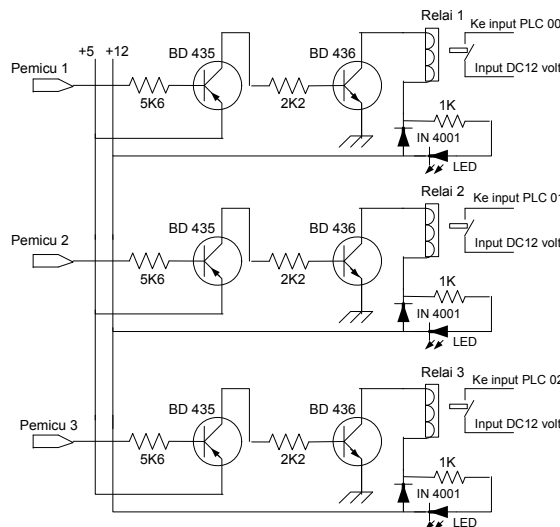 +5 +12
Pemicu 1
5K6
BD 435
2K2
BD 436
Relai 1
Ke input PLC 00
Input DC12 volt
1K
IN 4001
LED
Pemicu 2
5K6
BD 435
2K2
BD 436
Relai 2
Ke input PLC 01
Input DC12 volt
1K
IN 4001
LED
Pemicu 3
5K6
BD 435
2K2
BD 436
Relai 3
Ke input PLC 02
Input DC12 volt
1K
IN 4001
LED